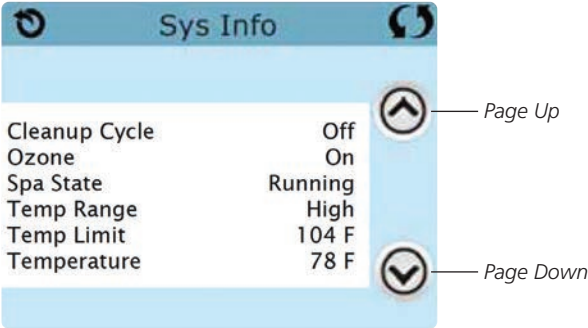 Sys Info
Page Up
Cleanup Cycle Off
Ozone On
Spa State Running
Temp Range High
Temp Limit 104 F
Temperature 78 F
Page Down